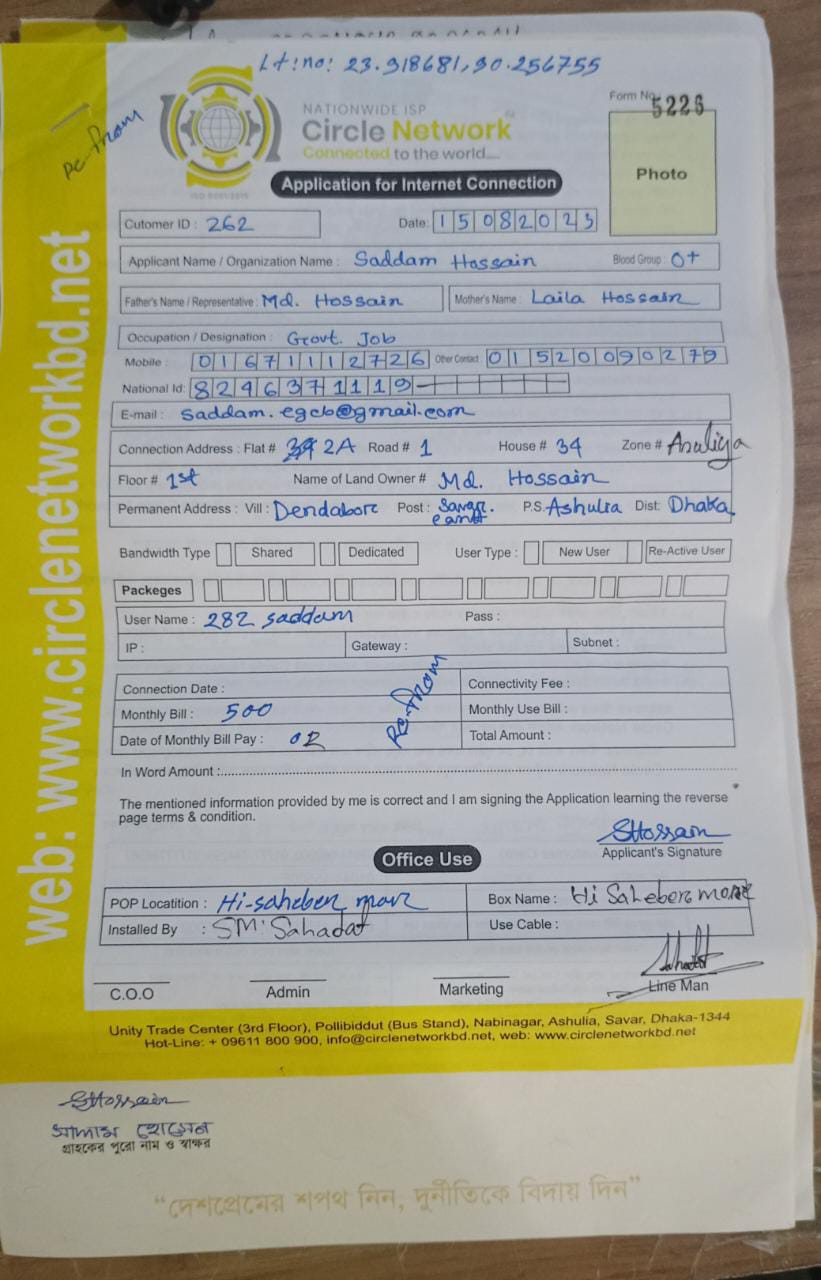 Lt:no: 23.918681,90.256755
NATIONWIDE ISP
Circle Network
Connected to the world....
ISO 9001:2015
Form No. 5226
Photo
Application for Internet Connection
web: www.circlenetworkbd.net
Cutomer ID : 262 Date: 15082023
Applicant Name / Organization Name : Saddam Hossain Blood Group : O+
Father's Name / Representative : Md. Hossain Mother's Name : Laila Hossain
Occupation / Designation : Govt. Job
Mobile : 01671112726 Other Contact 01520090279
National Id: 8246371119
E-mail : saddam.egcb@gmail.com
Connection Address : Flat # 2A Road # 1 House # 34 Zone # Asuliya
Floor # 1st Name of Land Owner # Md. Hossain
Permanent Address : Vill : Dendabor Post : Savar cant P.S. Ashulia Dist: Dhaka
Bandwidth Type Shared Dedicated User Type : New User Re-Active User
Packeges
User Name : 282 saddam Pass :
IP : Gateway : Subnet :
Connection Date : Connectivity Fee :
Monthly Bill : 500 Monthly Use Bill :
Date of Monthly Bill Pay : 02 Total Amount :
In Word Amount :
The mentioned information provided by me is correct and I am signing the Application learning the reverse
page terms & condition.
SHossain
Applicant's Signature
Office Use
POP Locatition : Hi-saheber mor Box Name : Hi Saheber more
Installed By : SM: Sahadat Use Cable :
C.O.O Admin Marketing Line Man
Unity Trade Center (3rd Floor), Pollibiddut (Bus Stand), Nabinagar, Ashulia, Savar, Dhaka-1344
Hot-Line: + 09611 800 900, info@circlenetworkbd.net, web: www.circlenetworkbd.net
SHossain
সাদ্দাম হোসেন
গ্রাহকের পুরো নাম ও স্বাক্ষর
“দেশপ্রেমের শপথ নিন, দুর্নীতিকে বিদায় দিন”